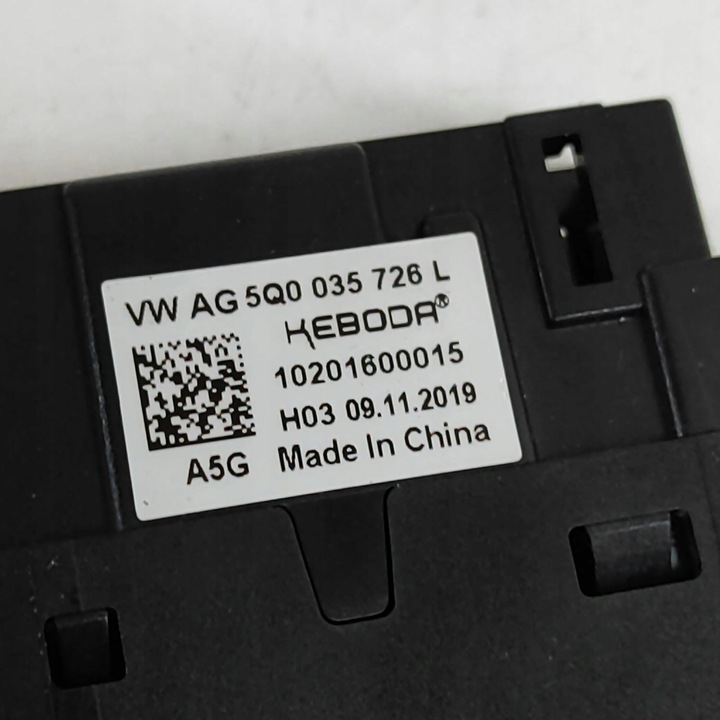 VW AG 5Q0 035 726 L
KEBODA®
10201600015
H03 09.11.2019
A5G Made In China